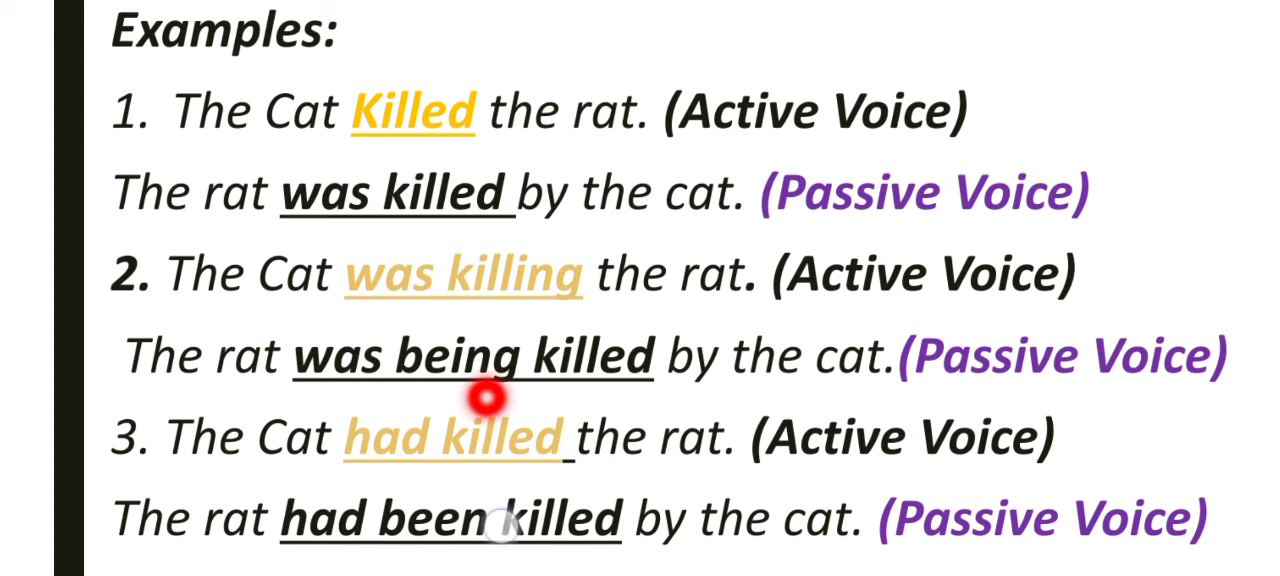 Examples:
1. The Cat Killed the rat. (Active Voice)
The rat was killed by the cat. (Passive Voice)
2. The Cat was killing the rat. (Active Voice)
The rat was being killed by the cat.(Passive Voice)
3. The Cat had killed the rat. (Active Voice)
The rat had been killed by the cat. (Passive Voice)